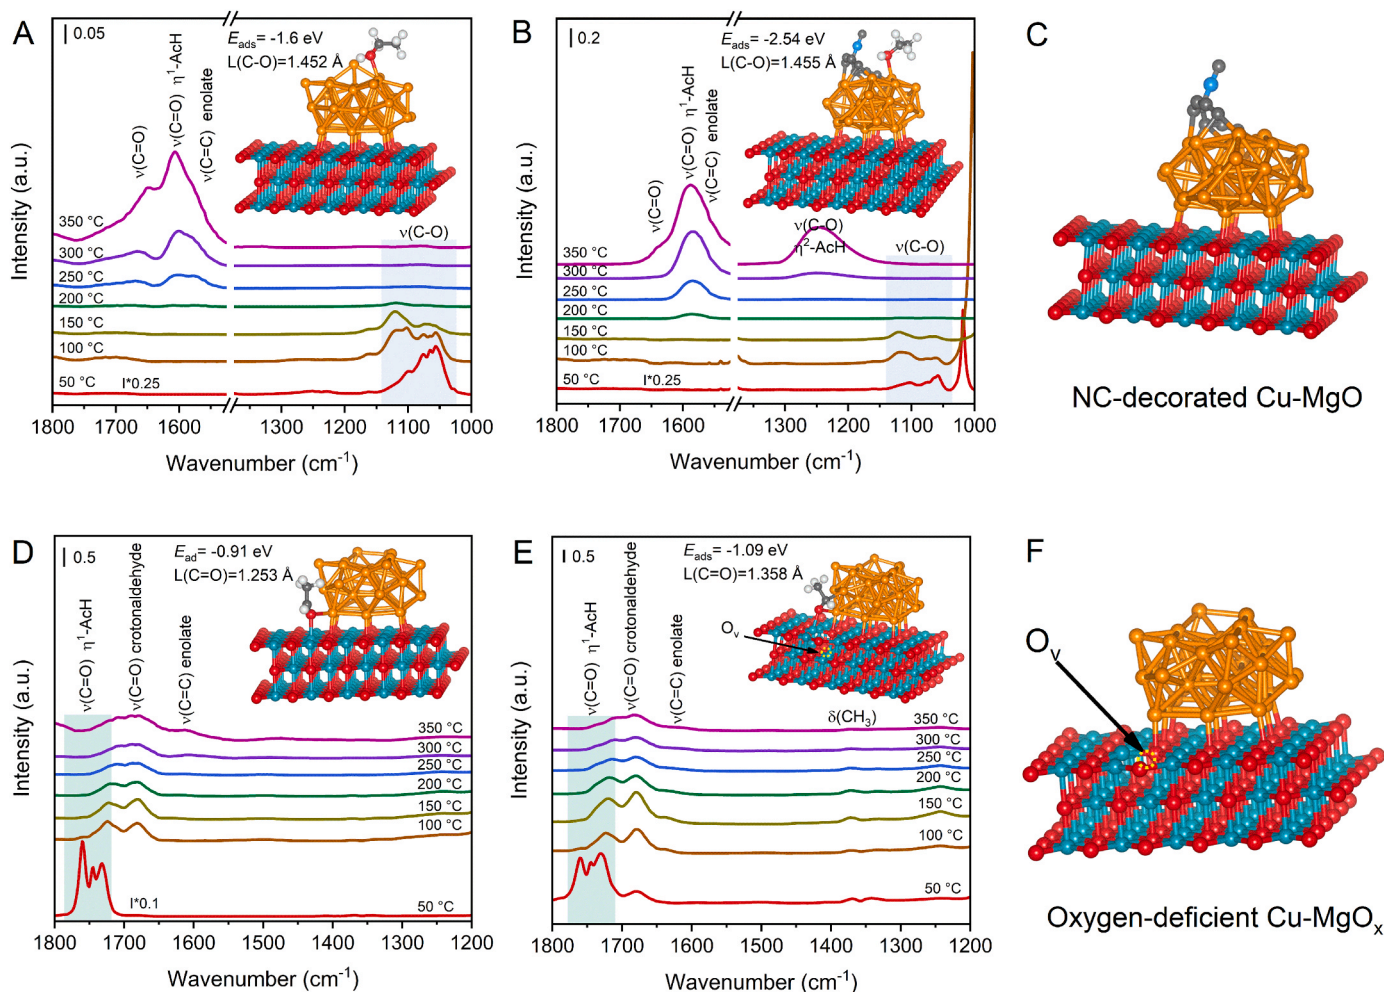 A
0.05
E_ads= -1.6 eV
L(C-O)=1.452 Å
ν(C=O)
ν(C=O) η¹-AcH
ν(C=C) enolate
ν(C-O)
350 °C
300 °C
250 °C
200 °C
150 °C
100 °C
50 °C
I*0.25
Intensity (a.u.)
1800 1700 1600 1300 1200 1100 1000
Wavenumber (cm⁻¹)
B
0.2
E_ads= -2.54 eV
L(C-O)=1.455 Å
ν(C=O)
ν(C=O) η¹-AcH
ν(C=C) enolate
ν(C-O)
η²-AcH
ν(C-O)
350 °C
300 °C
250 °C
200 °C
150 °C
100 °C
50 °C
I*0.25
Intensity (a.u.)
1800 1700 1600 1300 1200 1100 1000
Wavenumber (cm⁻¹)
C
NC-decorated Cu-MgO
D
0.5
E_ad= -0.91 eV
L(C=O)=1.253 Å
ν(C=O) η¹-AcH
ν(C=O) crotonaldehyde
ν(C=C) enolate
350 °C
300 °C
250 °C
200 °C
150 °C
100 °C
50 °C
I*0.1
Intensity (a.u.)
1800 1700 1600 1500 1400 1300 1200
Wavenumber (cm⁻¹)
E
0.5
E_ads= -1.09 eV
L(C=O)=1.358 Å
ν(C=O) η¹-AcH
ν(C=O) crotonaldehyde
ν(C=C) enolate
O_v
δ(CH₃)
350 °C
300 °C
250 °C
200 °C
150 °C
100 °C
50 °C
Intensity (a.u.)
1800 1700 1600 1500 1400 1300 1200
Wavenumber (cm⁻¹)
F
O_v
Oxygen-deficient Cu-MgOₓ